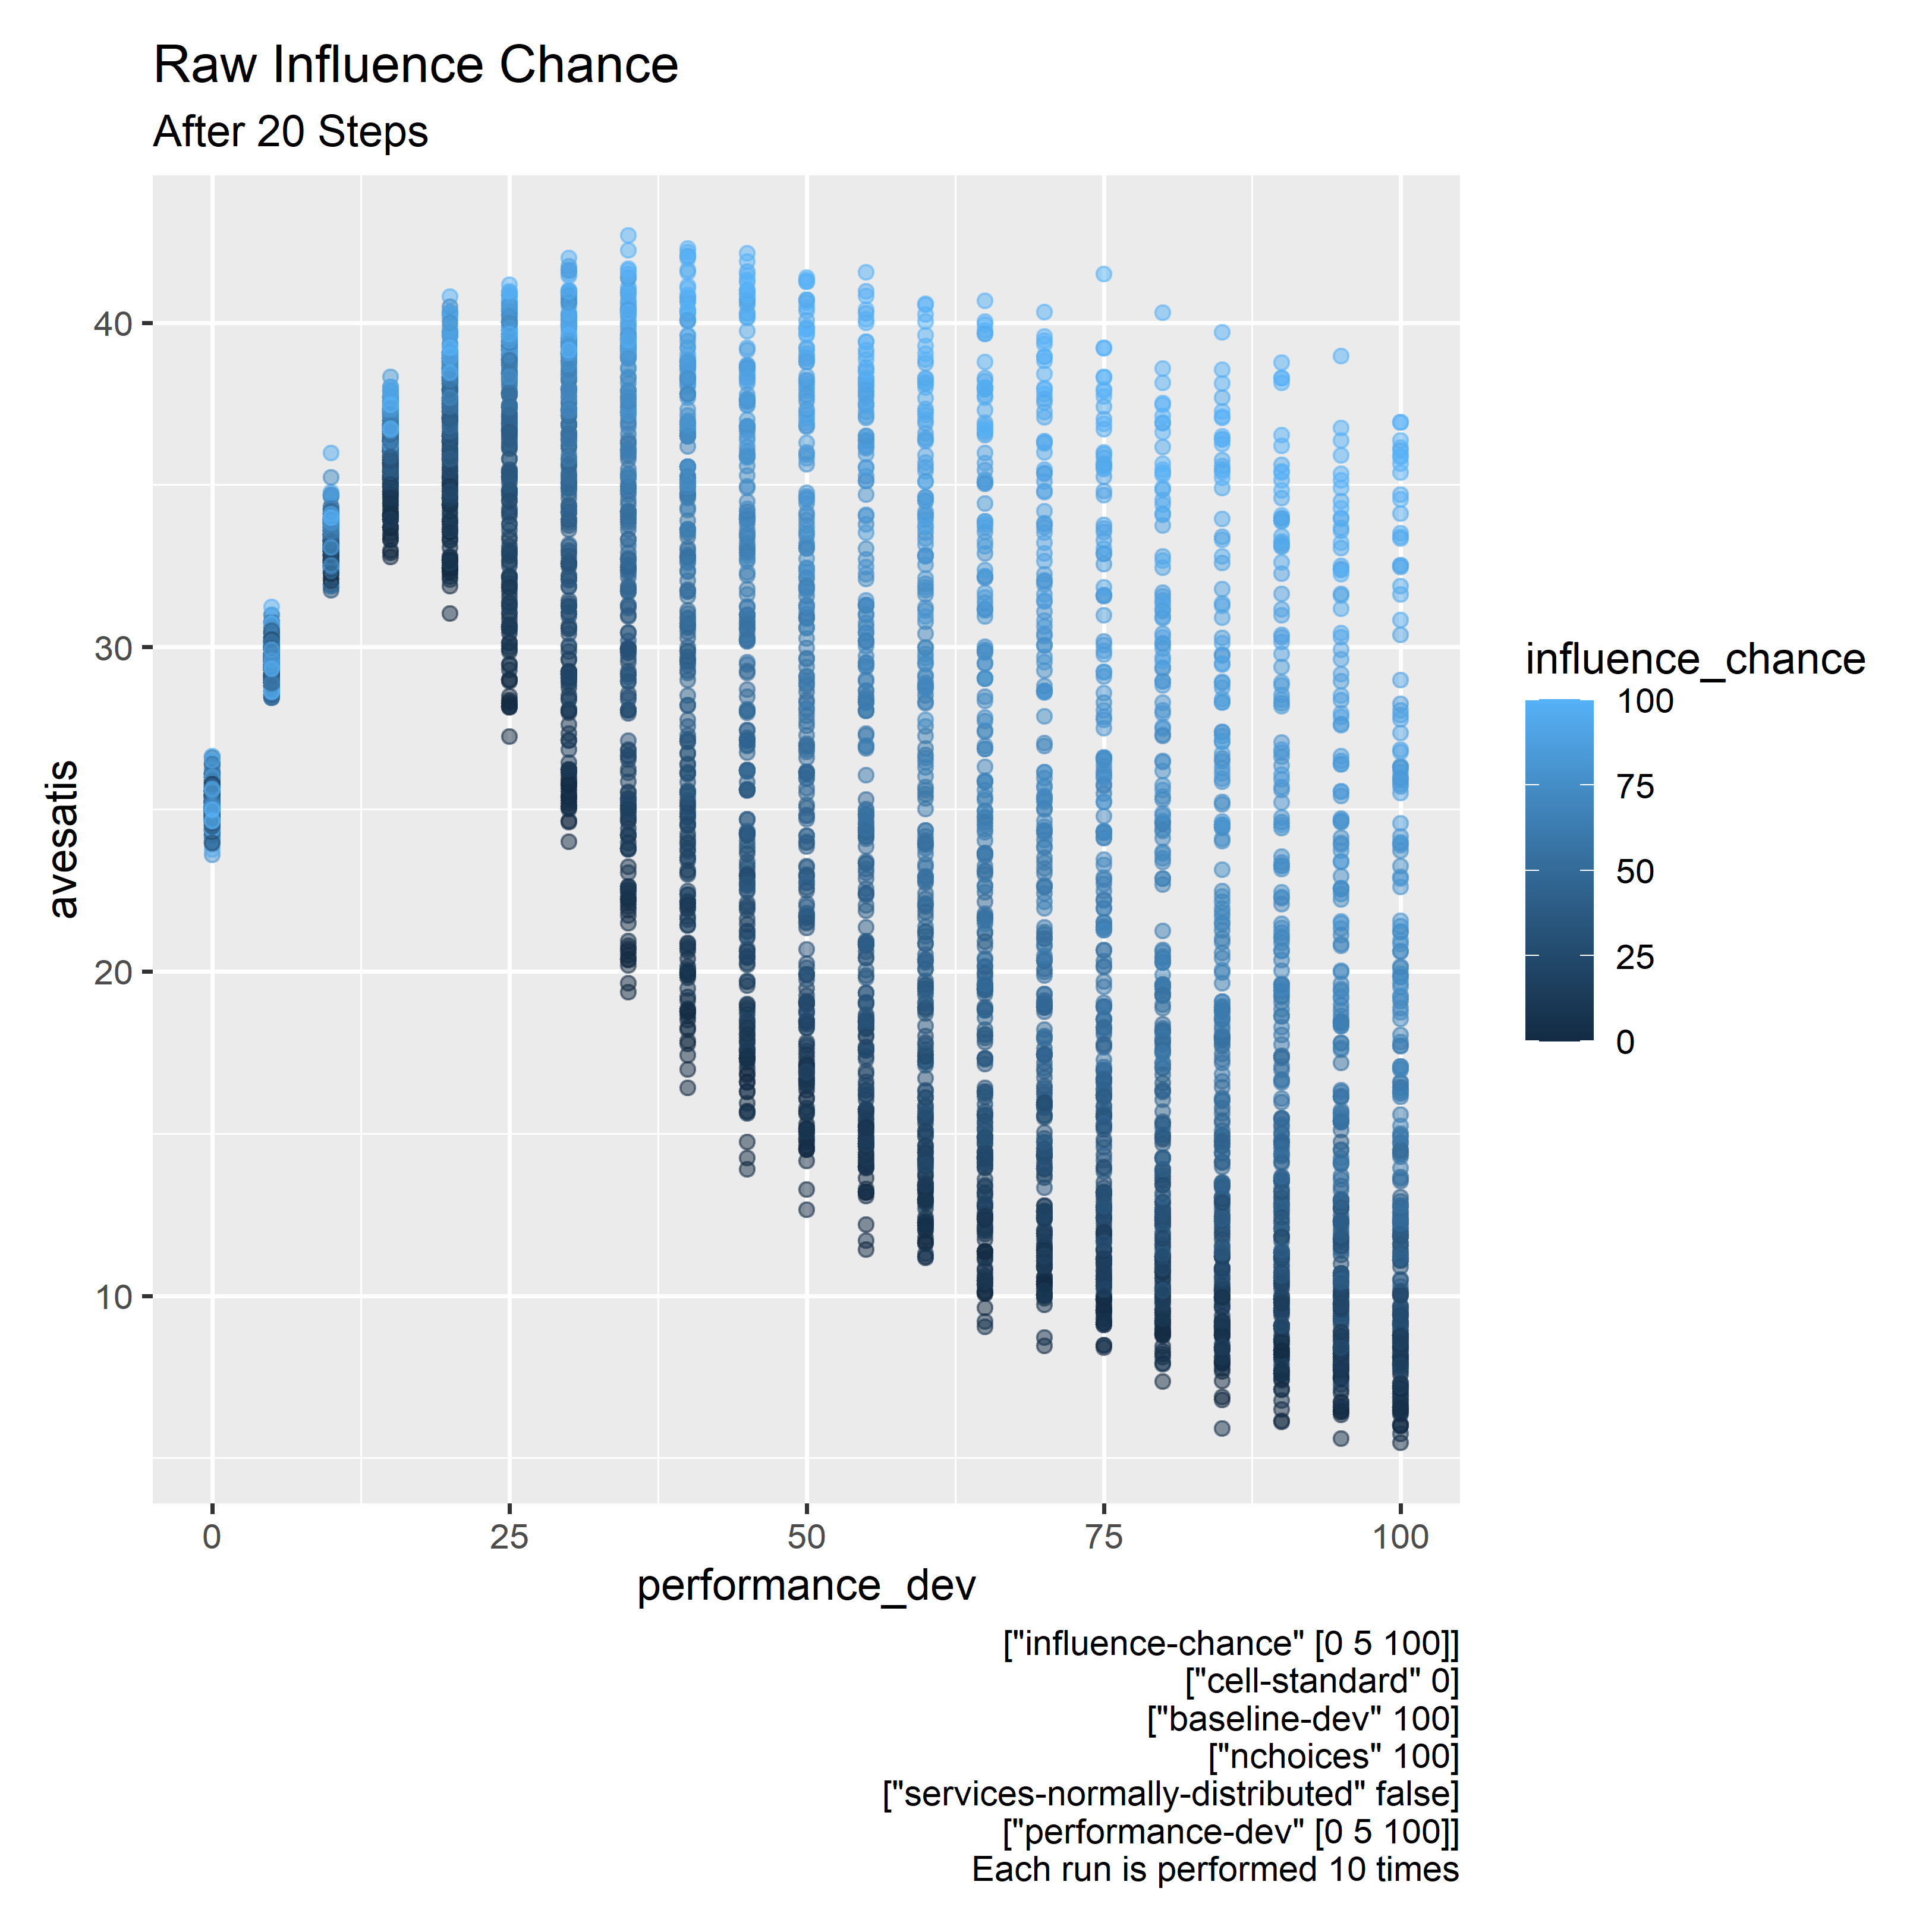 Raw Influence Chance
After 20 Steps
40
30
20
10
avesatis
0
25
50
75
100
performance_dev
influence_chance
100
75
50
25
0
["influence-chance" [0 5 100]]
["cell-standard" 0]
["baseline-dev" 100]
["nchoices" 100]
["services-normally-distributed" false]
["performance-dev" [0 5 100]]
Each run is performed 10 times